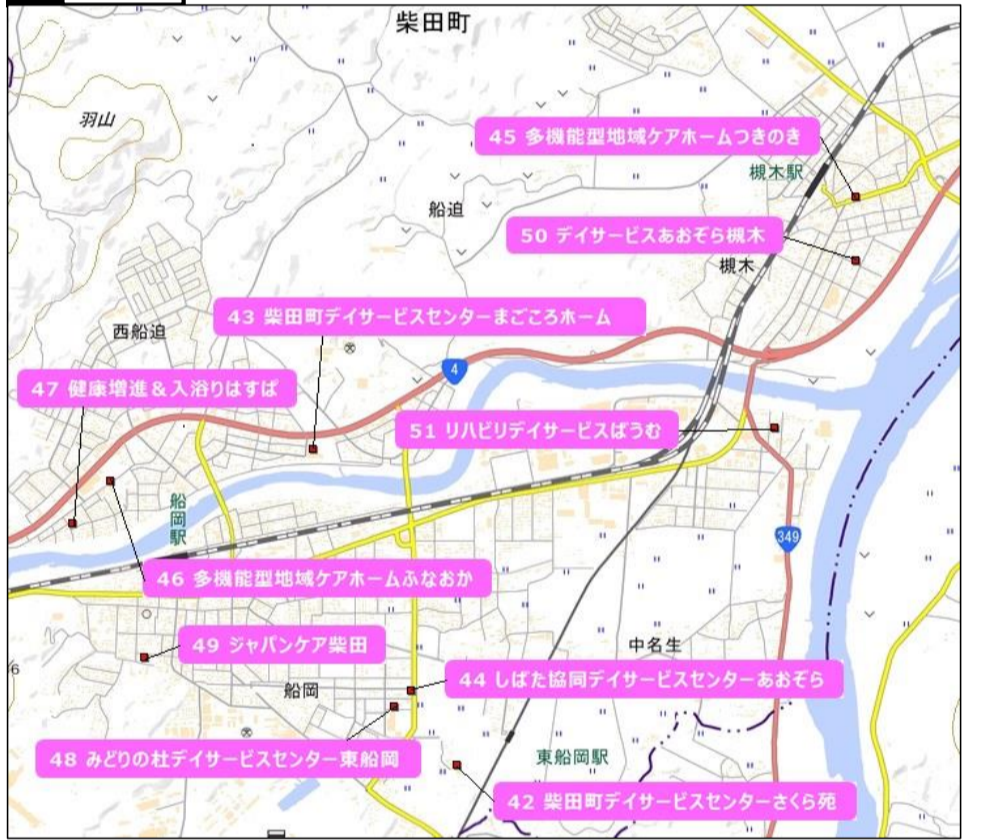 柴田町
羽山
45 多機能型地域ケアホームつきのき
槻木駅
船迫
50 デイサービスあおぞら槻木
槻木
43 柴田町デイサービスセンターまごころホーム
西船迫
4
47 健康増進＆入浴りはすぱ
51 リハビリデイサービスばうむ
船岡駅
349
46 多機能型地域ケアホームふなおか
49 ジャパンケア柴田
中名生
6
44 しばた協同デイサービスセンターあおぞら
船岡
48 みどりの杜デイサービスセンター東船岡
東船岡駅
42 柴田町デイサービスセンターさくら苑